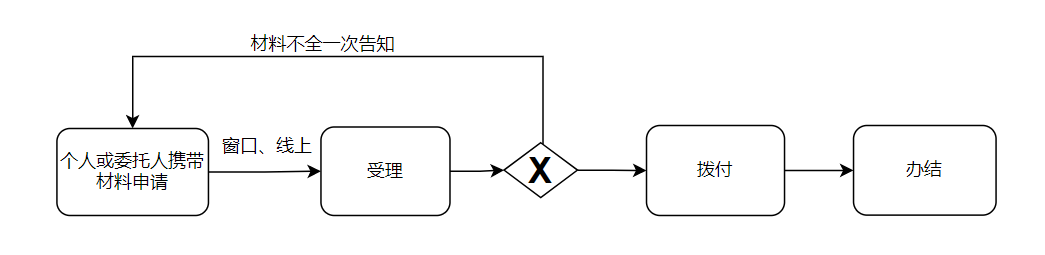 材料不全一次告知
个人或委托人携带
材料申请
窗口、线上
受理
X
拨付
办结